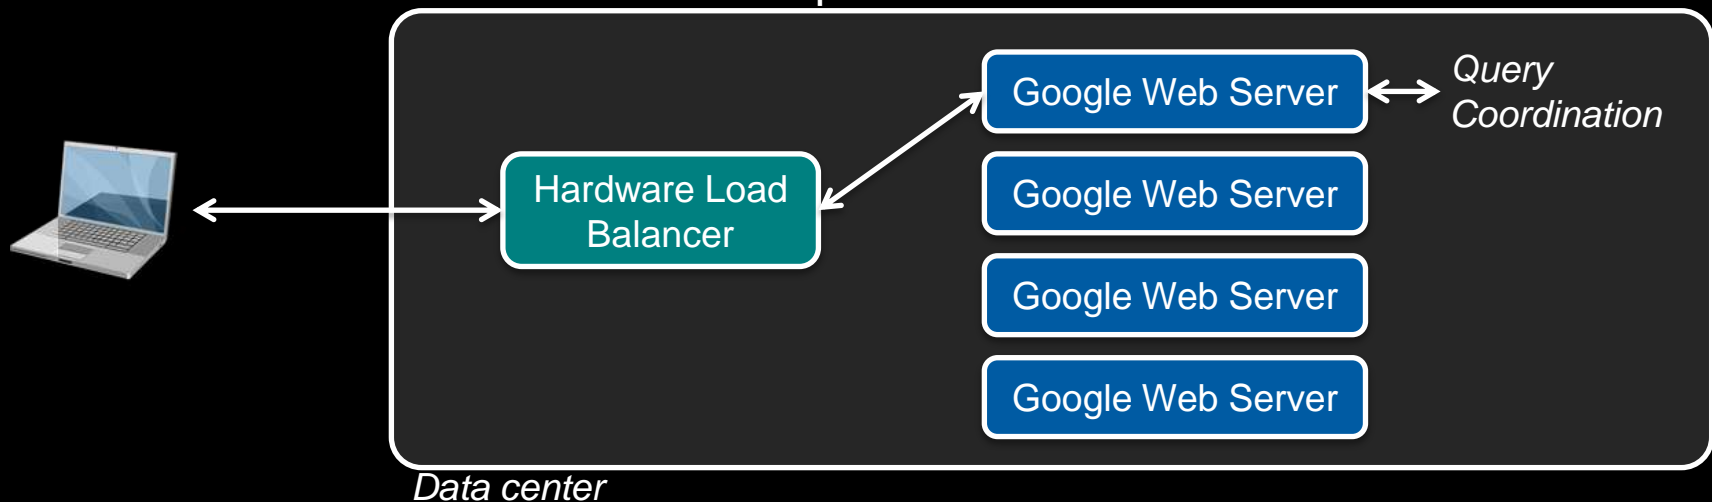 Hardware Load
Balancer
Google Web Server
Query
Coordination
Google Web Server
Google Web Server
Google Web Server
Data center